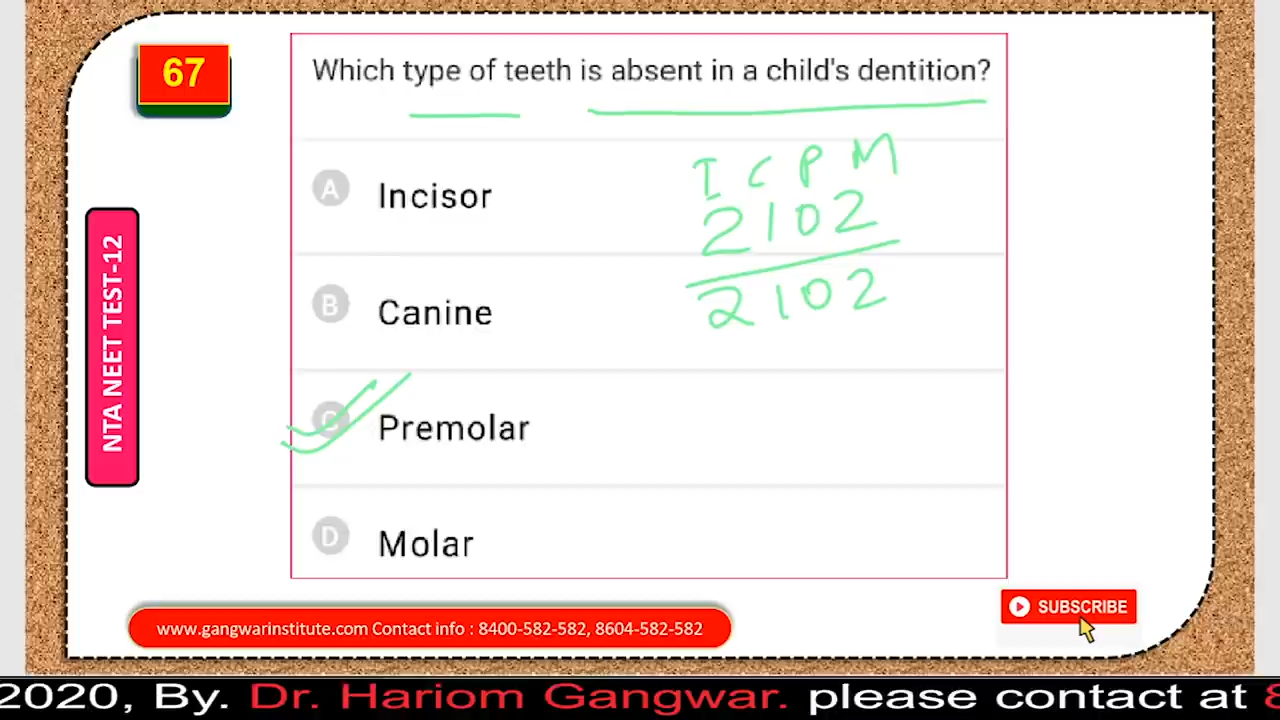 67
Which type of teeth is absent in a child's dentition?
I C P M
2 1 0 2
2 1 0 2
A Incisor
B Canine
C Premolar
D Molar
NTA NEET TEST-12
SUBSCRIBE
www.gangwarinstitute.com Contact info : 8400-582-582, 8604-582-582
2020, By. Dr. Hariom Gangwar. please contact at 8